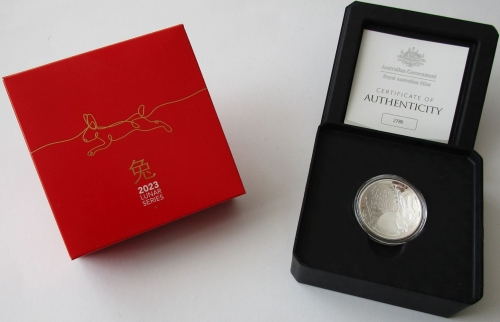 兔
2023
LUNAR
SERIES
Australian Government
Royal Australian Mint
CERTIFICATE OF
AUTHENTICITY